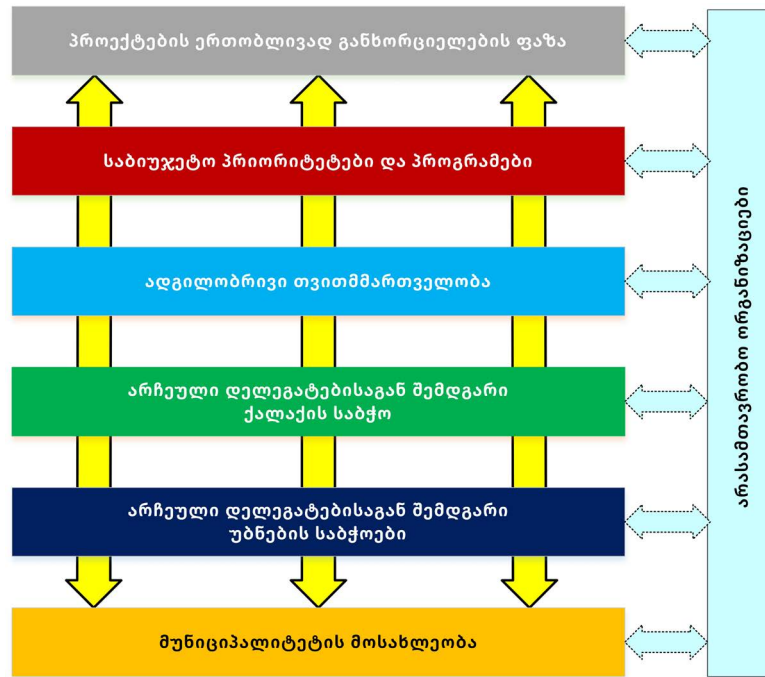 პროექტების ერთობლივად განხორციელების ფაზა
საბიუჯეტო პრიორიტეტები და პროგრამები
ადგილობრივი თვითმმართველობა
არჩეული დელეგატებისაგან შემდგარი
ქალაქის საბჭო
არჩეული დელეგატებისაგან შემდგარი
უბნების საბჭოები
მუნიციპალიტეტის მოსახლეობა
არასამთავრობო ორგანიზაციები